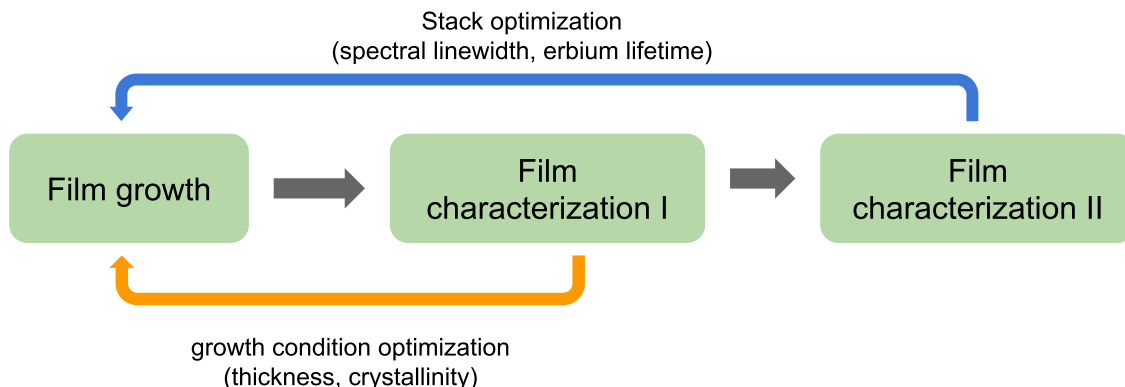 Stack optimization
(spectral linewidth, erbium lifetime)
Film growth
Film
characterization I
Film
characterization II
growth condition optimization
(thickness, crystallinity)